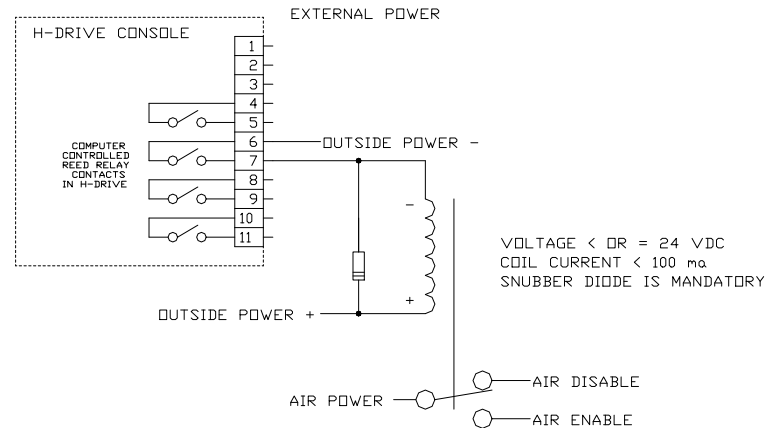 EXTERNAL POWER
H-DRIVE CONSOLE
1
2
3
4
5
6
7
8
9
10
11
COMPUTER
CONTROLLED
REED RELAY
CONTACTS
IN H-DRIVE
OUTSIDE POWER -
-
+
OUTSIDE POWER +
VOLTAGE < OR = 24 VDC
COIL CURRENT < 100 ma
SNUBBER DIODE IS MANDATORY
AIR POWER
AIR DISABLE
AIR ENABLE